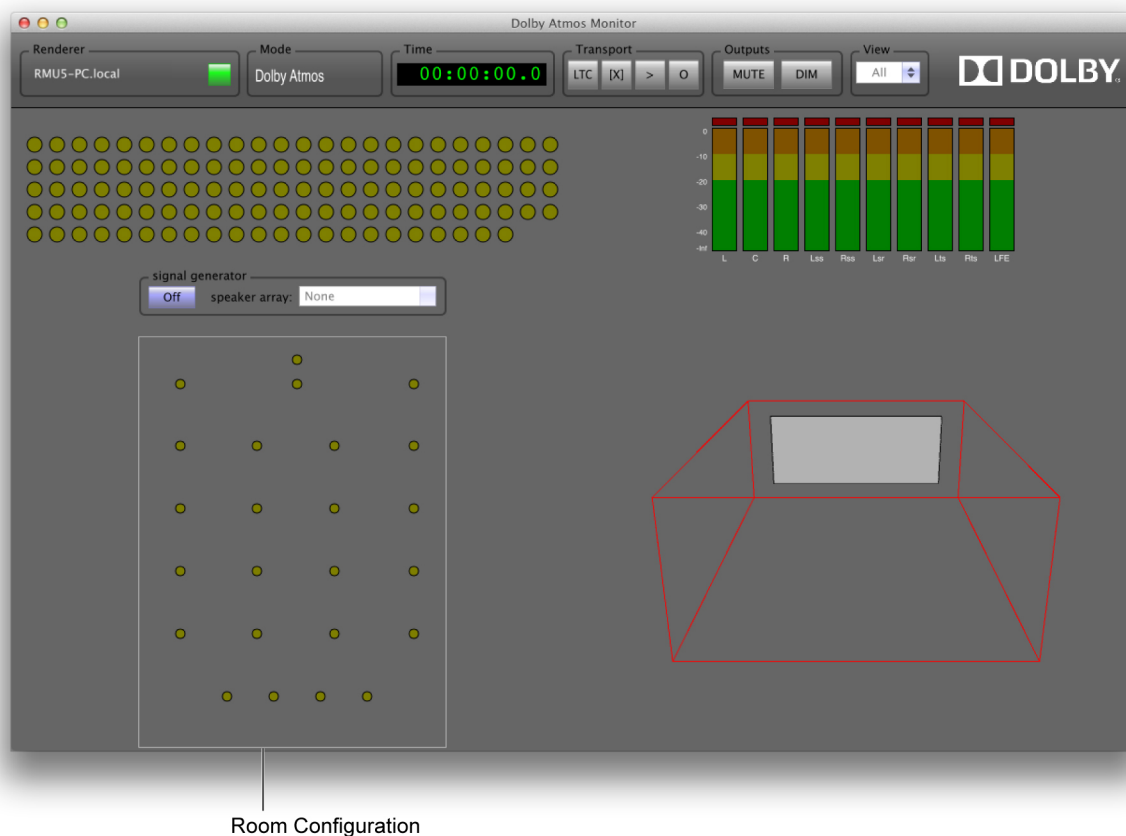 Dolby Atmos Monitor
Renderer
RMU5-PC.local
Mode
Dolby Atmos
Time
00:00:00.0
Transport
LTC [X] > O
Outputs
MUTE DIM
View
All
DOLBY
0
-10
-20
-30
-40
-Inf
L C R Lss Rss Lsr Rsr Lts Rts LFE
signal generator
Off speaker array: None
Room Configuration